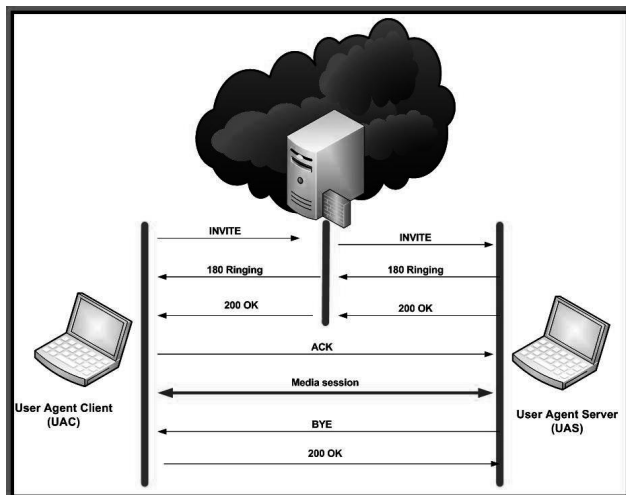 INVITE
INVITE
180 Ringing
180 Ringing
200 OK
200 OK
ACK
Media session
User Agent Client
(UAC)
User Agent Server
(UAS)
BYE
200 OK